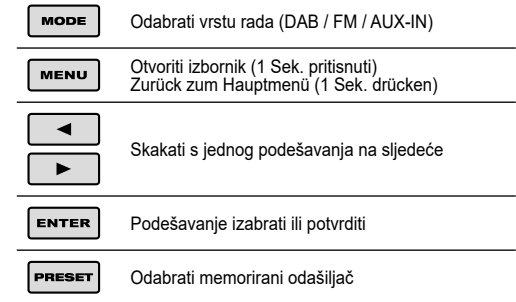 MODE Odabrati vrstu rada (DAB / FM / AUX-IN)
MENU Otvoriti izbornik (1 Sek. pritisnuti)
Zurück zum Hauptmenü (1 Sek. drücken)
Skakati s jednog podešavanja na sljedeće
ENTER Podešavanje izabrati ili potvrditi
PRESET Odabrati memorirani odašiljač